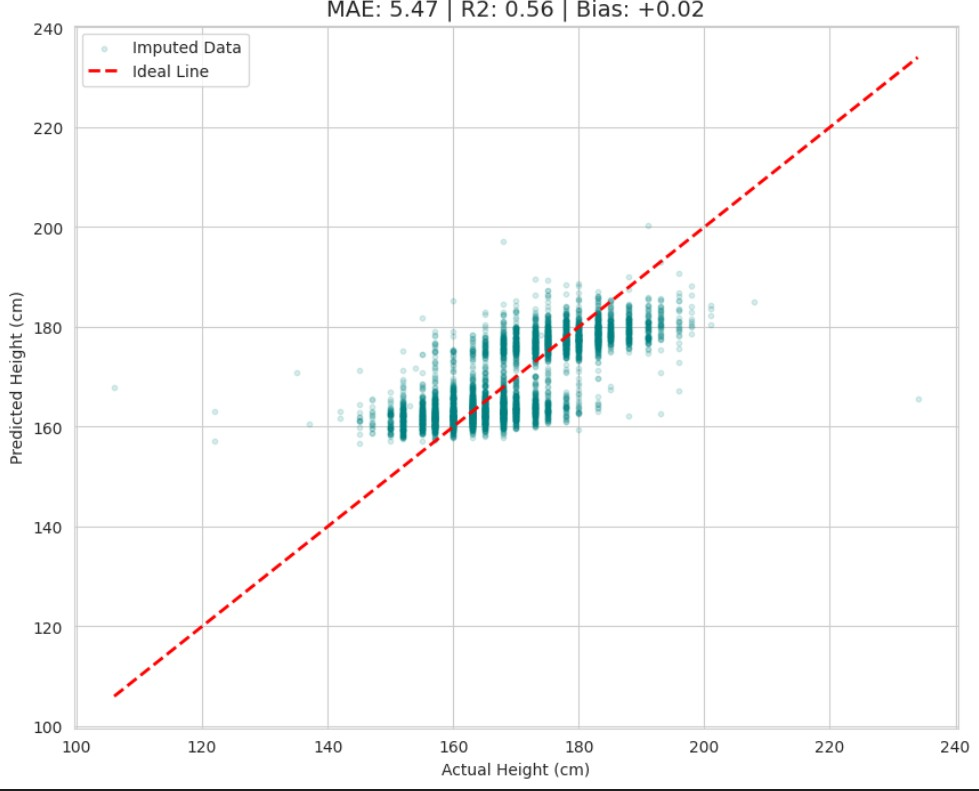 MAE: 5.47 | R2: 0.56 | Bias: +0.02
Imputed Data
Ideal Line
240
220
200
180
160
140
120
100
Predicted Height (cm)
100 120 140 160 180 200 220 240
Actual Height (cm)